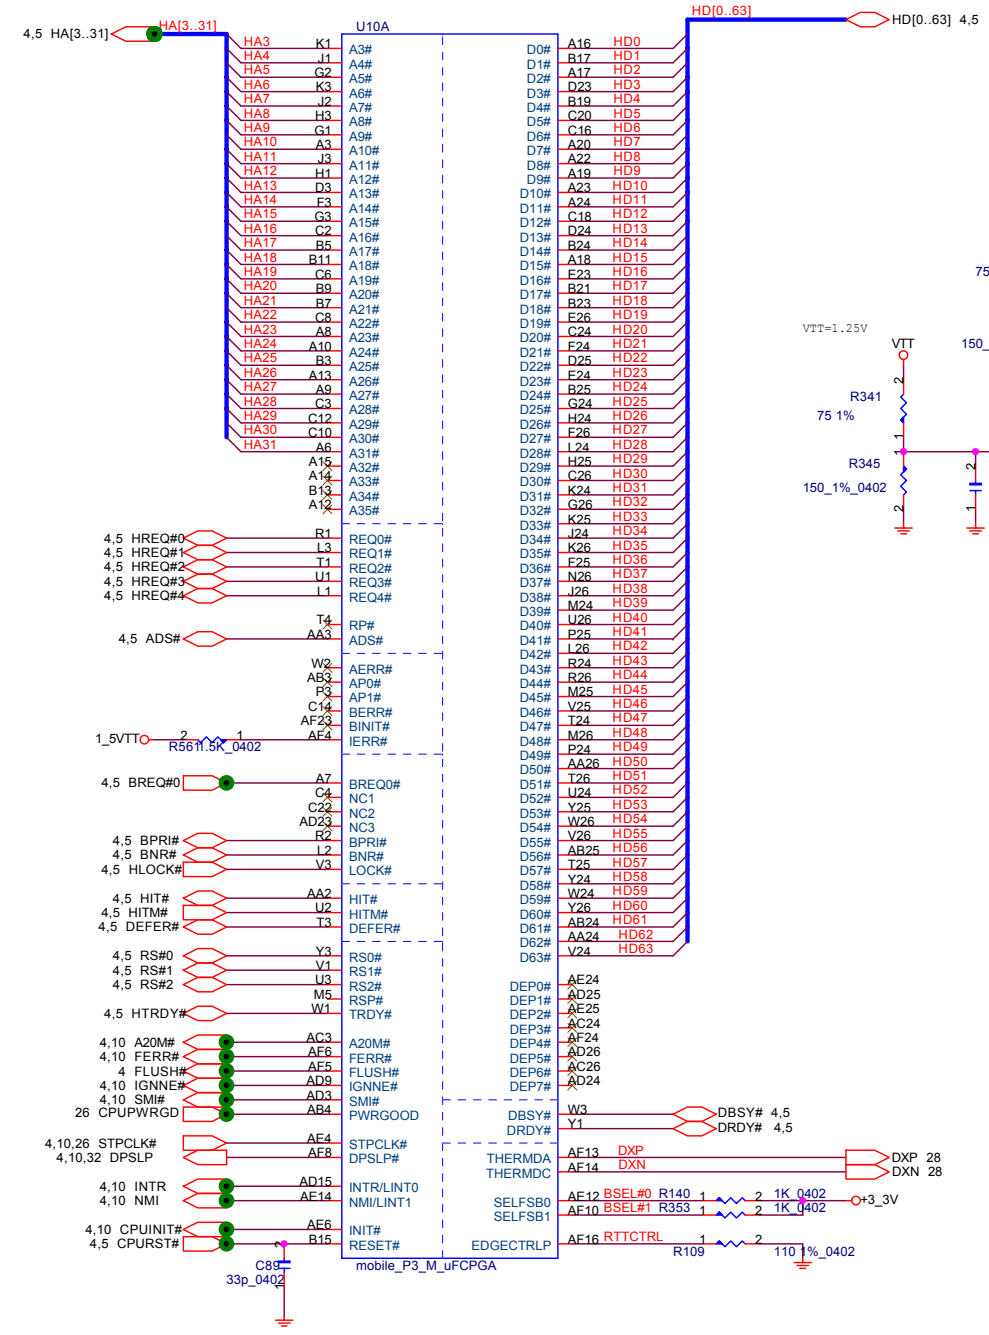 U10A
4,5 HA[3..31]
HA[3..31]
HD[0..63]
HD[0..63] 4,5
HA3 K1 A3# D0# A16 HD0
HA4 J1 A4# D1# B17 HD1
HA5 G2 A5# D2# A17 HD2
HA6 K3 A6# D3# D23 HD3
HA7 J2 A7# D4# B19 HD4
HA8 H3 A8# D5# C20 HD5
HA9 G1 A9# D6# C16 HD6
HA10 A3 A10# D7# A20 HD7
HA11 J3 A11# D8# A22 HD8
HA12 H1 A12# D9# A19 HD9
HA13 D3 A13# D10# A23 HD10
HA14 F3 A14# D11# A24 HD11
HA15 G3 A15# D12# C18 HD12
HA16 C2 A16# D13# D24 HD13
HA17 B5 A17# D14# B24 HD14
HA18 B11 A18# D15# A18 HD15
HA19 C6 A19# D16# E23 HD16
HA20 B9 A20# D17# B21 HD17
HA21 B7 A21# D18# B23 HD18
HA22 C8 A22# D19# E26 HD19
HA23 A8 A23# D20# C24 HD20
HA24 A10 A24# D21# F24 HD21
HA25 B3 A25# D22# D25 HD22
HA26 A13 A26# D23# E24 HD23
HA27 A9 A27# D24# B25 HD24
HA28 C3 A28# D25# G24 HD25
HA29 C12 A29# D26# H24 HD26
HA30 C10 A30# D27# F26 HD27
HA31 A6 A31# D28# L24 HD28
A15 A32# D29# H25 HD29
A14 A33# D30# C26 HD30
B13 A34# D31# K24 HD31
A12 A35# D32# G26 HD32
D33# K25 HD33
4,5 HREQ#0 R1 REQ0# D34# J24 HD34
4,5 HREQ#1 L3 REQ1# D35# K26 HD35
4,5 HREQ#2 T1 REQ2# D36# F25 HD36
4,5 HREQ#3 U1 REQ3# D37# N26 HD37
4,5 HREQ#4 L1 REQ4# D38# J26 HD38
D39# M24 HD39
T4 RP# D40# U26 HD40
4,5 ADS# AA3 ADS# D41# P25 HD41
D42# L26 HD42
W2 AERR# D43# R24 HD43
AB3 AP0# D44# R26 HD44
P3 AP1# D45# M25 HD45
C14 BERR# D46# V25 HD46
AF23 BINIT# D47# T24 HD47
1_5VTT 2 1 AF4 IERR# D48# M26 HD48
R561 1.5K_0402
D49# P24 HD49
D50# AA26 HD50
4,5 BREQ#0 A7 BREQ0# D51# T26 HD51
C4 NC1 D52# U24 HD52
C22 NC2 D53# Y25 HD53
AD23 NC3 D54# W26 HD54
4,5 BPRI# R2 BPRI# D55# V26 HD55
4,5 BNR# L2 BNR# D56# AB25 HD56
4,5 HLOCK# V3 LOCK# D57# T25 HD57
D58# Y24 HD58
4,5 HIT# AA2 HIT# D59# W24 HD59
4,5 HITM# U2 HITM# D60# Y26 HD60
4,5 DEFER# T3 DEFER# D61# AB24 HD61
D62# AA24 HD62
4,5 RS#0 Y3 RS0# D63# V24 HD63
4,5 RS#1 V1 RS1#
4,5 RS#2 U3 RS2# DEP0# AE24
M5 RSP# DEP1# AD25
4,5 HTRDY# W1 TRDY# DEP2# AE25
DEP3# AC24
4,10 A20M# AC3 A20M# DEP4# AF24
4,10 FERR# AF6 FERR# DEP5# AD26
4 FLUSH# AF5 FLUSH# DEP6# AC26
4,10 IGNNE# AD9 IGNNE# DEP7# AD24
4,10 SMI# AD3 SMI#
26 CPUPWRGD AB4 PWRGOOD DBSY# W3 DBSY# 4,5
DRDY# Y1 DRDY# 4,5
4,10,26 STPCLK# AE4 STPCLK#
4,10,32 DPSLP AF8 DPSLP# THERMDA AF13 DXP DXP 28
THERMDC AF14 DXN DXN 28
4,10 INTR AD15 INTR/LINT0
4,10 NMI AE14 NMI/LINT1 SELFSB0 AE12 BSEL#0 R140 1 2 1K_0402 +3_3V
SELFSB1 AF10 BSEL#1 R353 1 2 1K_0402
4,10 CPUINIT# AE6 INIT#
4,5 CPURST# B15 RESET# EDGECTRLP AF16 RTTCTRL R109 1 2 110 1%_0402
2 C89 33p_0402 1
mobile_P3_M_uFCPGA
75
150_
VTT=1.25V
VTT
2
R341
75 1%
1
1
R345
150_1%_0402
2
2
1